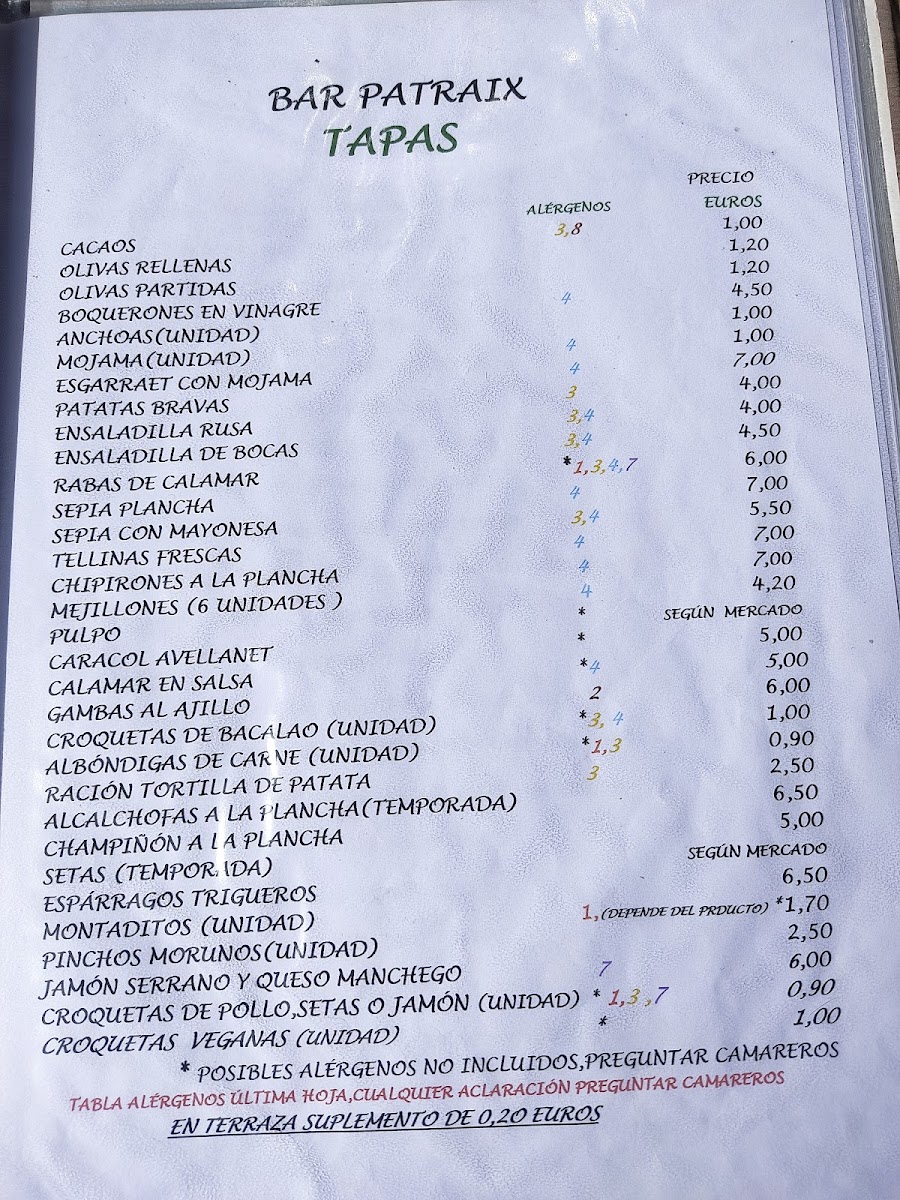 BAR PATRAIX
TAPAS
PRECIO
ALÉRGENOS EUROS
CACAOS 3,8 1,00
OLIVAS RELLENAS 1,20
OLIVAS PARTIDAS 1,20
BOQUERONES EN VINAGRE 4 4,50
ANCHOAS(UNIDAD) 1,00
MOJAMA(UNIDAD) 4 1,00
ESGARRAET CON MOJAMA 4 7,00
PATATAS BRAVAS 3 4,00
ENSALADILLA RUSA 3,4 4,00
ENSALADILLA DE BOCAS 3,4 4,50
RABAS DE CALAMAR *1,3,4,7 6,00
SEPIA PLANCHA 4 7,00
SEPIA CON MAYONESA 3,4 5,50
TELLINAS FRESCAS 4 7,00
CHIPIRONES A LA PLANCHA 4 7,00
MEJILLONES (6 UNIDADES ) 4 4,20
PULPO * SEGÚN MERCADO
CARACOL AVELLANET * 5,00
CALAMAR EN SALSA *4 5,00
GAMBAS AL AJILLO 2 6,00
CROQUETAS DE BACALAO (UNIDAD) *3, 4 1,00
ALBÓNDIGAS DE CARNE (UNIDAD) *1,3 0,90
RACIÓN TORTILLA DE PATATA 3 2,50
ALCALCHOFAS A LA PLANCHA(TEMPORADA) 6,50
CHAMPIÑÓN A LA PLANCHA 5,00
SETAS (TEMPORADA) SEGÚN MERCADO
ESPÁRRAGOS TRIGUEROS 6,50
MONTADITOS (UNIDAD) 1,(DEPENDE DEL PRDUCTO) *1,70
PINCHOS MORUNOS(UNIDAD) 2,50
JAMÓN SERRANO Y QUESO MANCHEGO 7 6,00
CROQUETAS DE POLLO,SETAS O JAMÓN (UNIDAD) * 1,3 ,7 0,90
CROQUETAS VEGANAS (UNIDAD) * 1,00
* POSIBLES ALÉRGENOS NO INCLUIDOS,PREGUNTAR CAMAREROS
TABLA ALÉRGENOS ÚLTIMA HOJA,CUALQUIER ACLARACIÓN PREGUNTAR CAMAREROS
EN TERRAZA SUPLEMENTO DE 0,20 EUROS